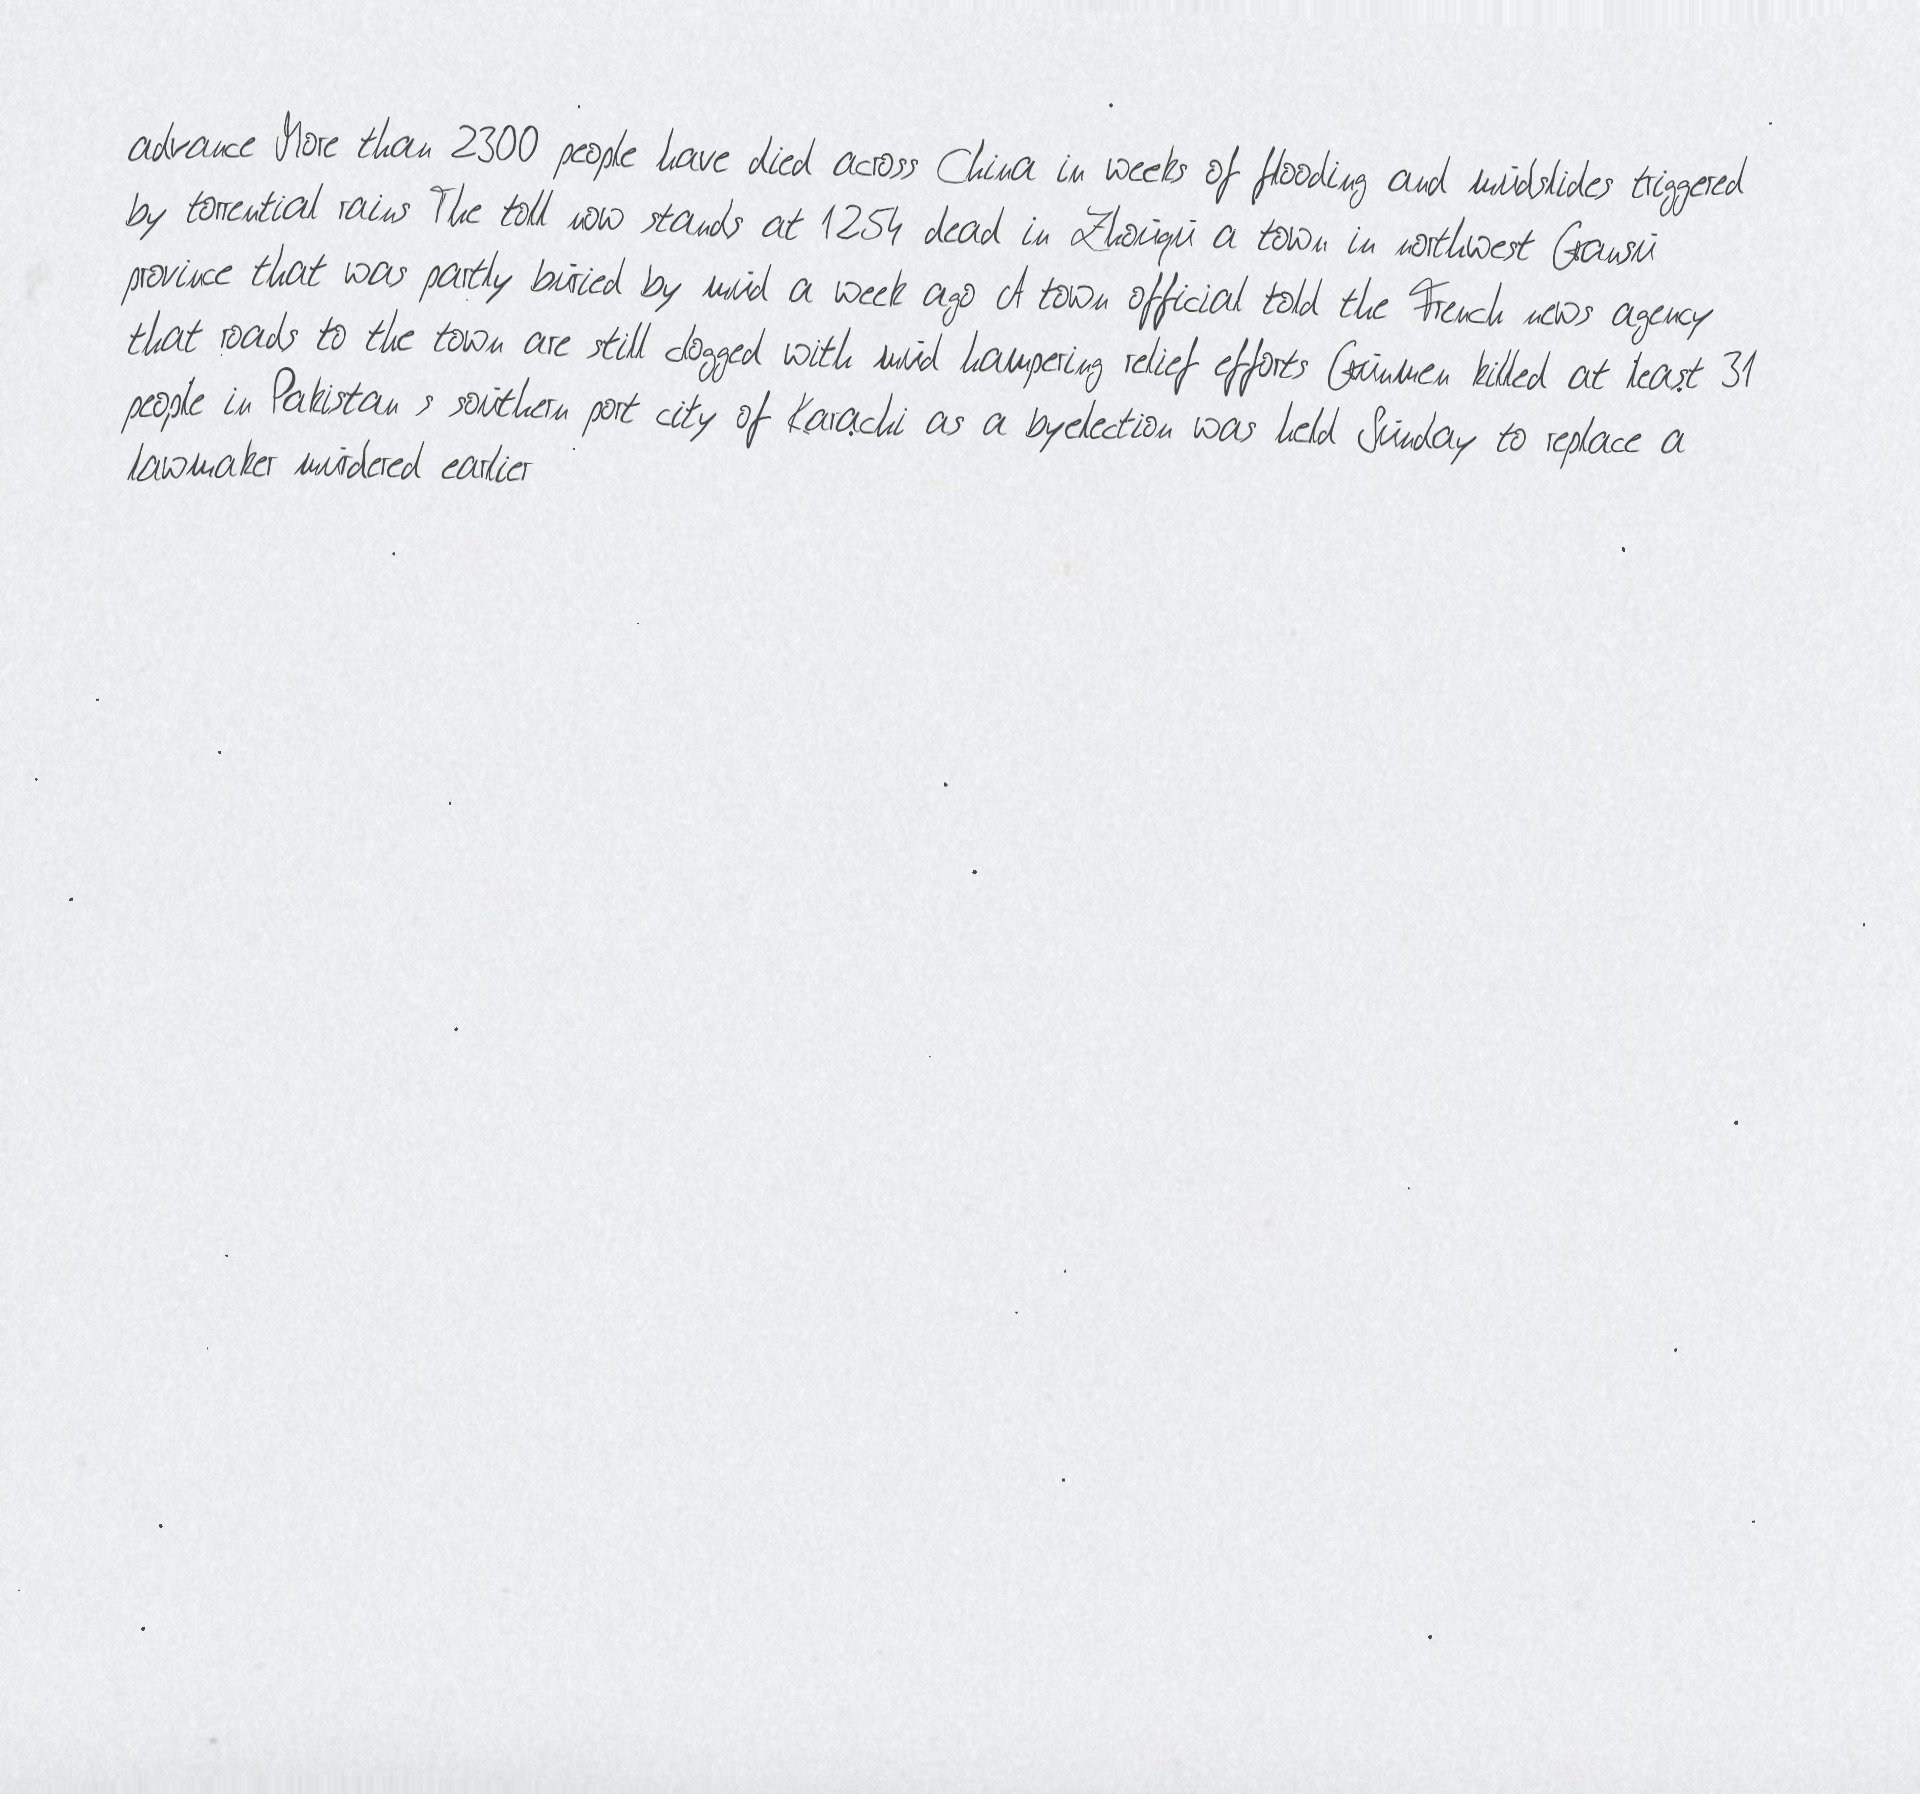 advance More than 2300 people have died across China in weeks of flooding and mudslides triggered
by torrential rains The toll now stands at 1254 dead in Zhouqu a town in northwest Gansu
province that was partly buried by mud a week ago A town official told the French news agency
that roads to the town are still clogged with mud hampering relief efforts Gunmen killed at least 31
people in Pakistan s southern port city of Karachi as a byelection was held Sunday to replace a
lawmaker murdered earlier